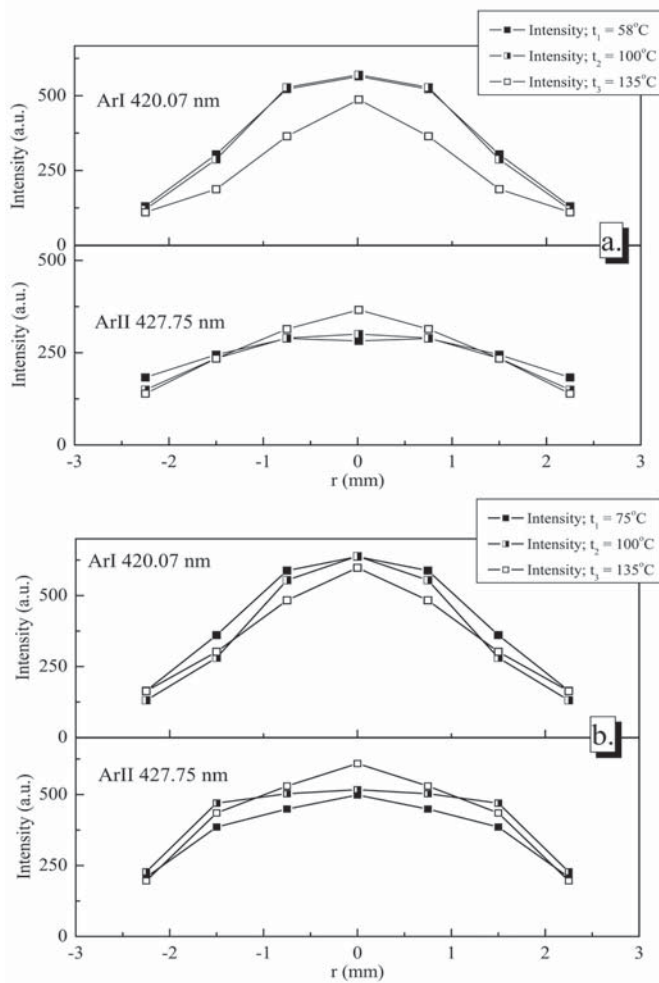 Intensity; t₁ = 58°C
Intensity; t₂ = 100°C
Intensity; t₃ = 135°C
ArI 420.07 nm
500
250
0
Intensity (a.u.)
a.
ArII 427.75 nm
500
250
0
Intensity (a.u.)
-3 -2 -1 0 1 2 3
r (mm)
Intensity; t₁ = 75°C
Intensity; t₂ = 100°C
Intensity; t₃ = 135°C
ArI 420.07 nm
500
250
0
Intensity (a.u.)
b.
ArII 427.75 nm
500
250
0
Intensity (a.u.)
-3 -2 -1 0 1 2 3
r (mm)